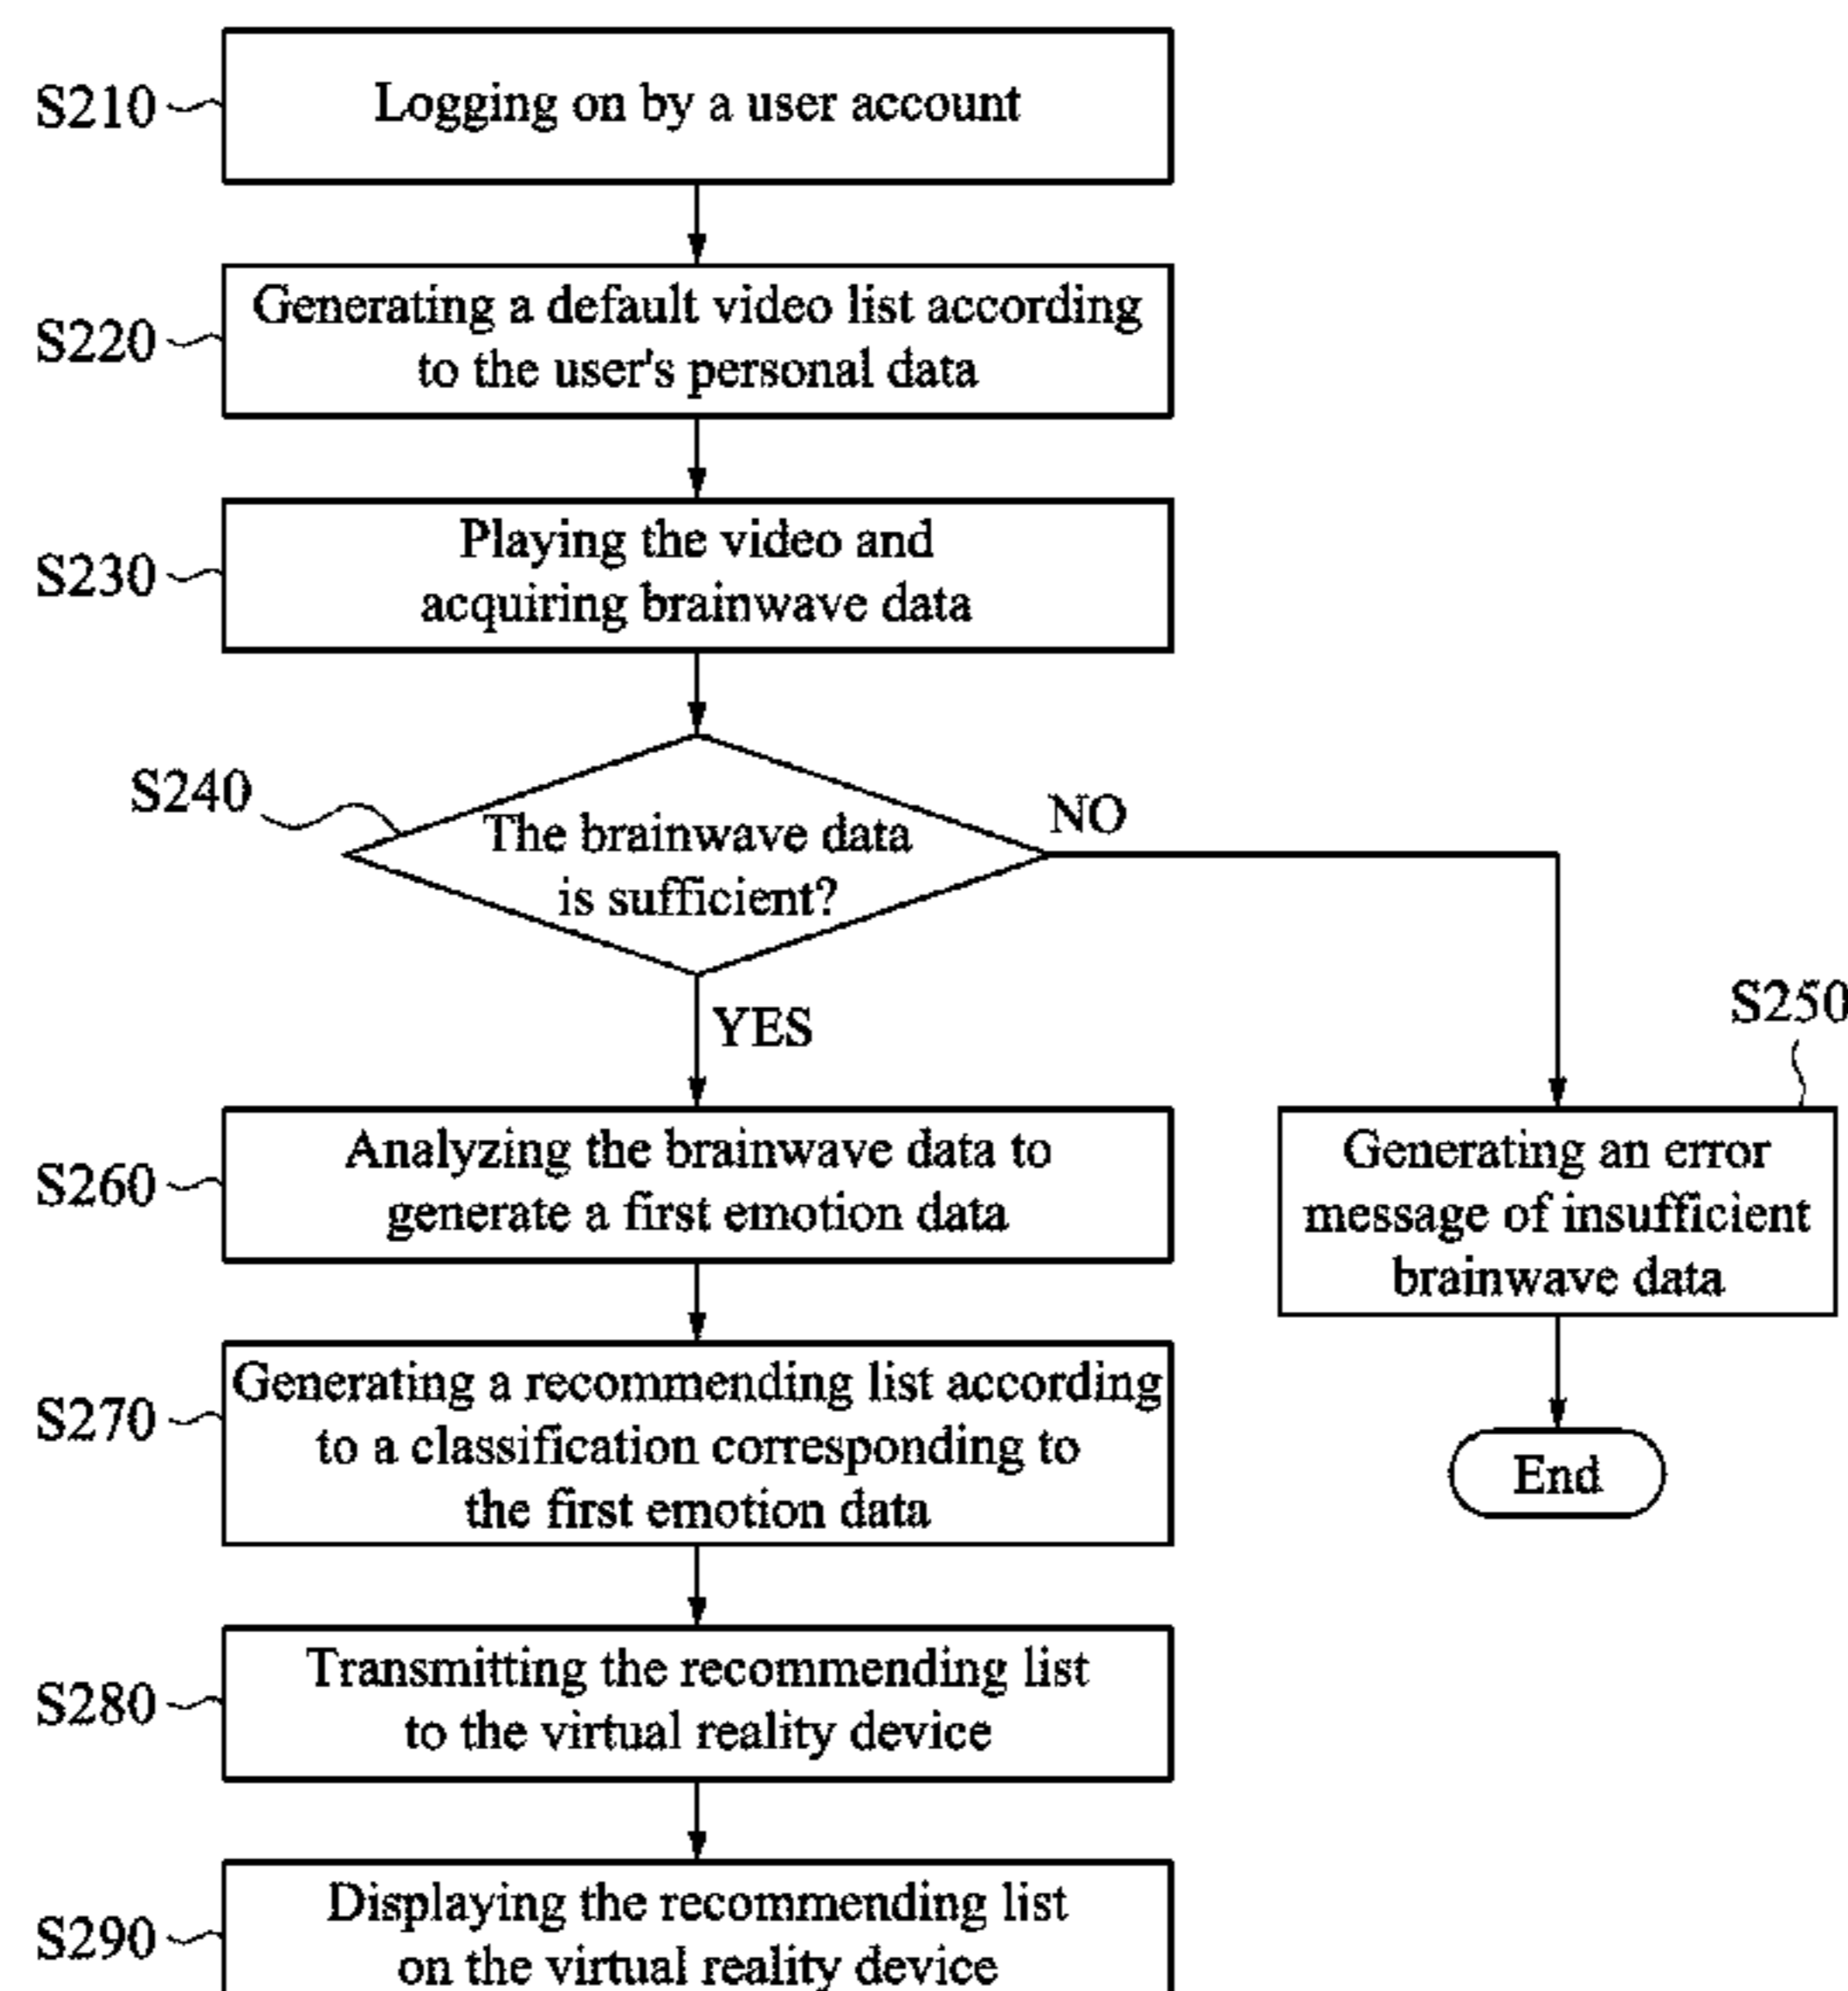 S210
Logging on by a user account
S220
Generating a default video list according
to the user's personal data
S230
Playing the video and
acquiring brainwave data
S240
The brainwave data
is sufficient?
NO
YES
S250
Generating an error
message of insufficient
brainwave data
End
S260
Analyzing the brainwave data to
generate a first emotion data
S270
Generating a recommending list according
to a classification corresponding to
the first emotion data
S280
Transmitting the recommending list
to the virtual reality device
S290
Displaying the recommending list
on the virtual reality device